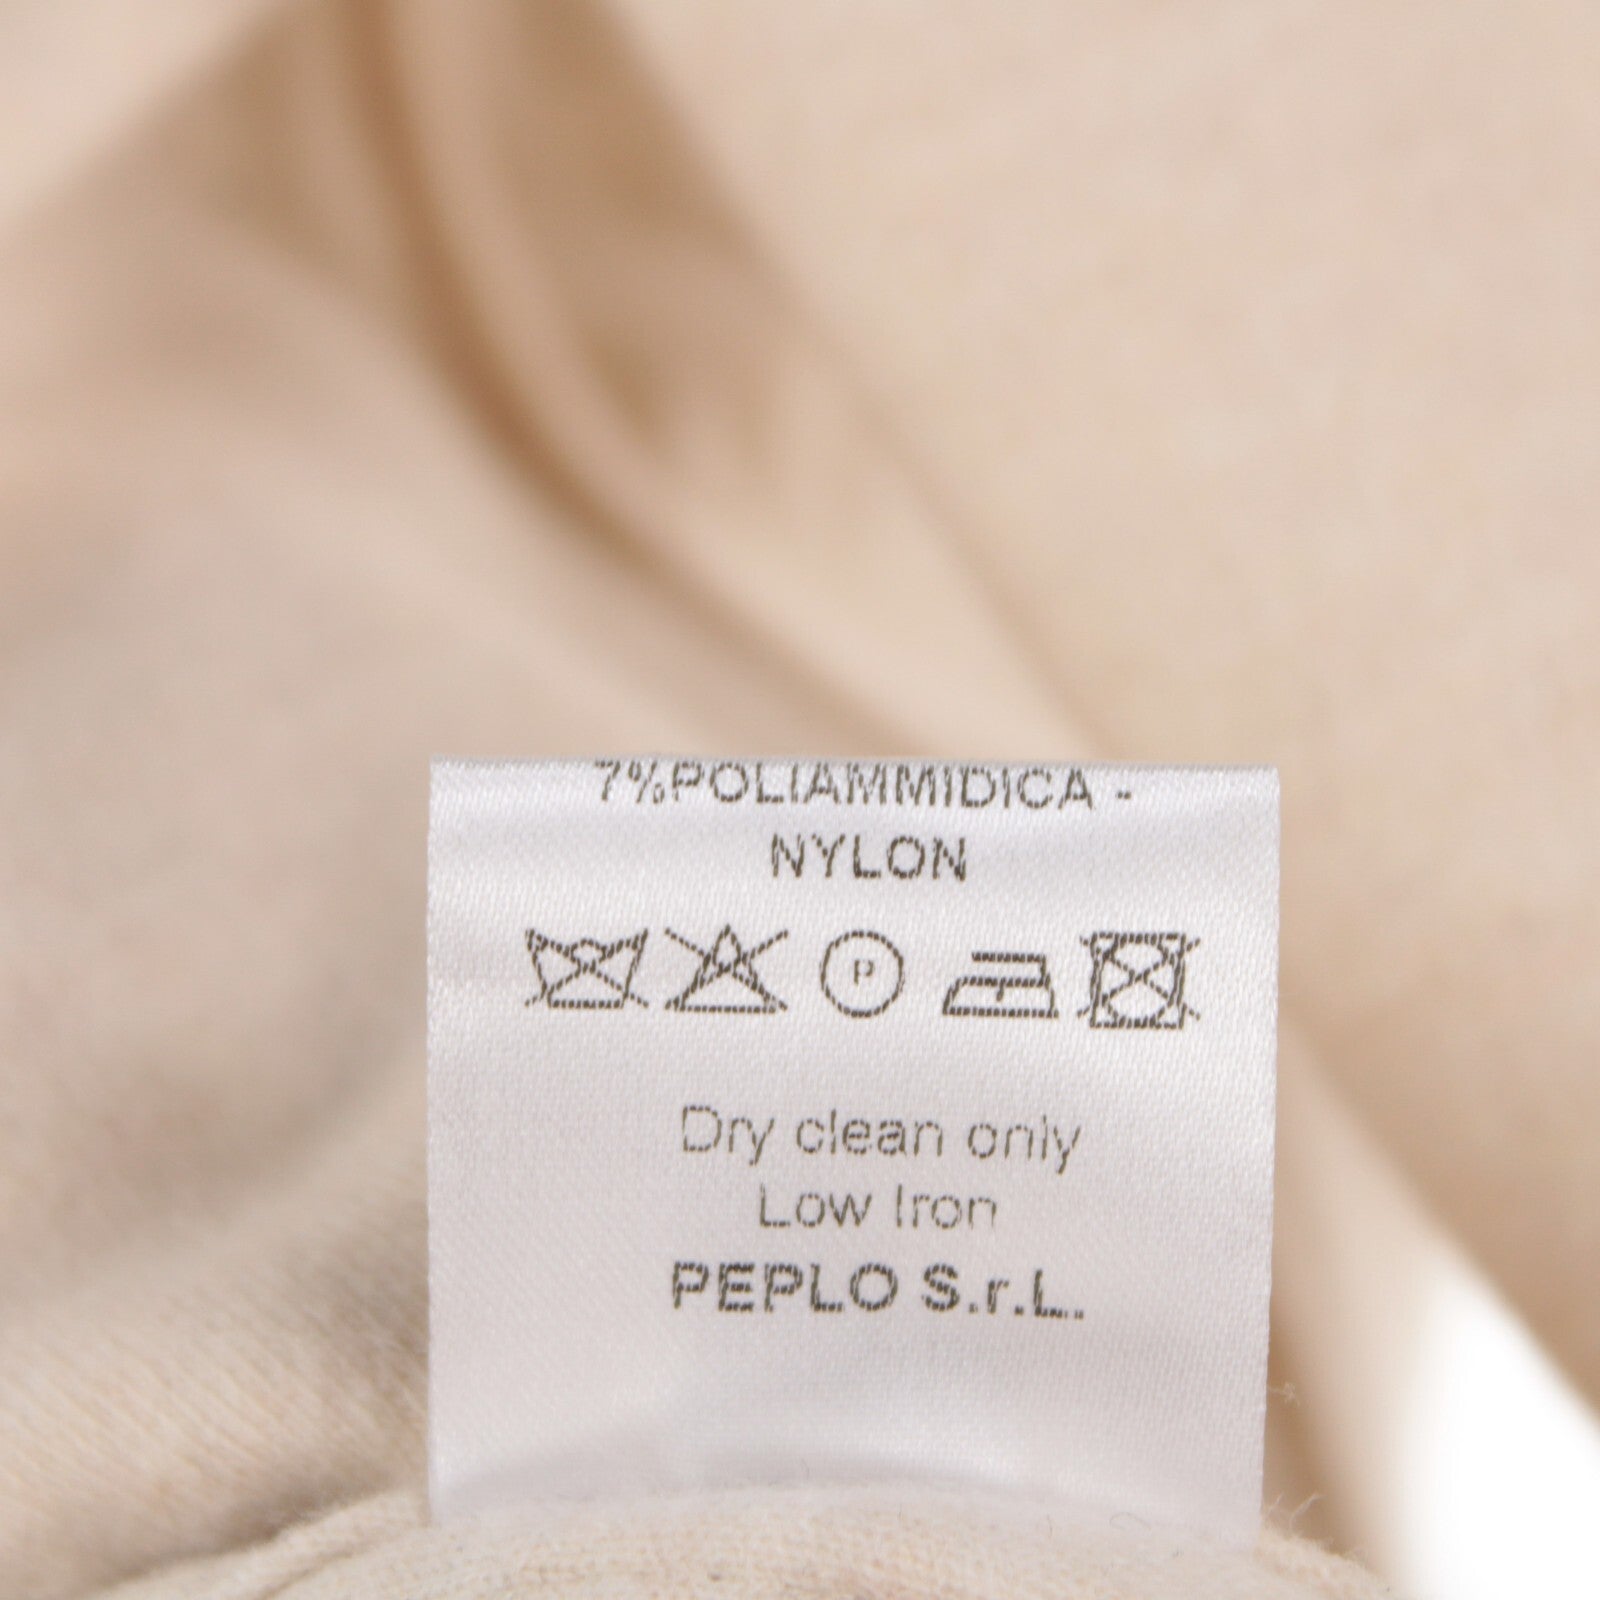 7%POLIAMMIDICA -
NYLON
P
Dry clean only
Low Iron
PEPLO S.r.L.